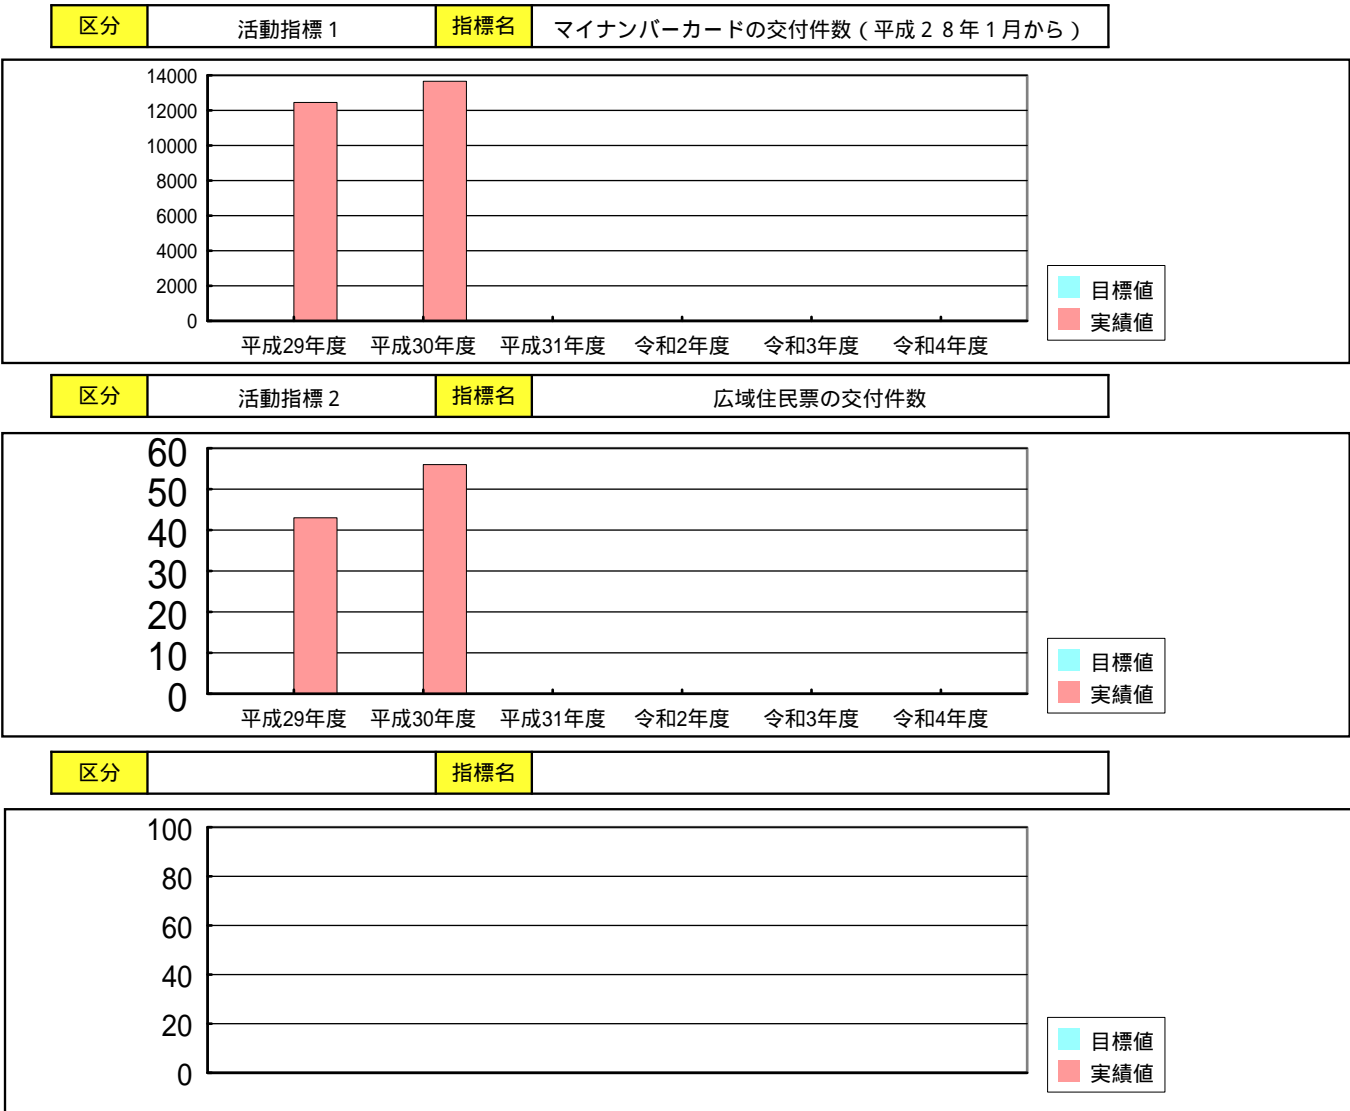 区分 活動指標１ 指標名 マイナンバーカードの交付件数（平成２８年１月から）
14000
12000
10000
8000
6000
4000
2000
0
平成29年度 平成30年度 平成31年度 令和2年度 令和3年度 令和4年度
目標値
実績値
区分 活動指標２ 指標名 広域住民票の交付件数
60
50
40
30
20
10
0
平成29年度 平成30年度 平成31年度 令和2年度 令和3年度 令和4年度
目標値
実績値
区分 指標名
100
80
60
40
20
0
目標値
実績値